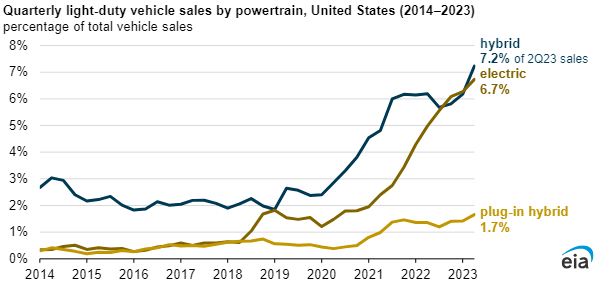 Quarterly light-duty vehicle sales by powertrain, United States (2014–2023)
percentage of total vehicle sales
8%
7%
6%
5%
4%
3%
2%
1%
0%
hybrid
7.2% of 2Q23 sales
electric
6.7%
plug-in hybrid
1.7%
2014 2015 2016 2017 2018 2019 2020 2021 2022 2023
eia